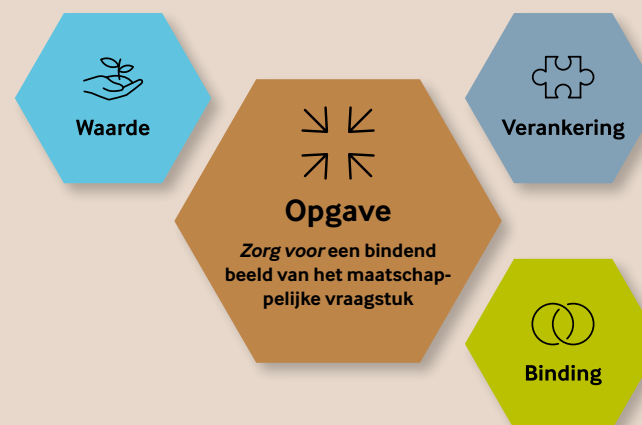 Waarde
Verankering
Opgave
Zorg voor een bindend
beeld van het maatschap-
pelijke vraagstuk
Binding